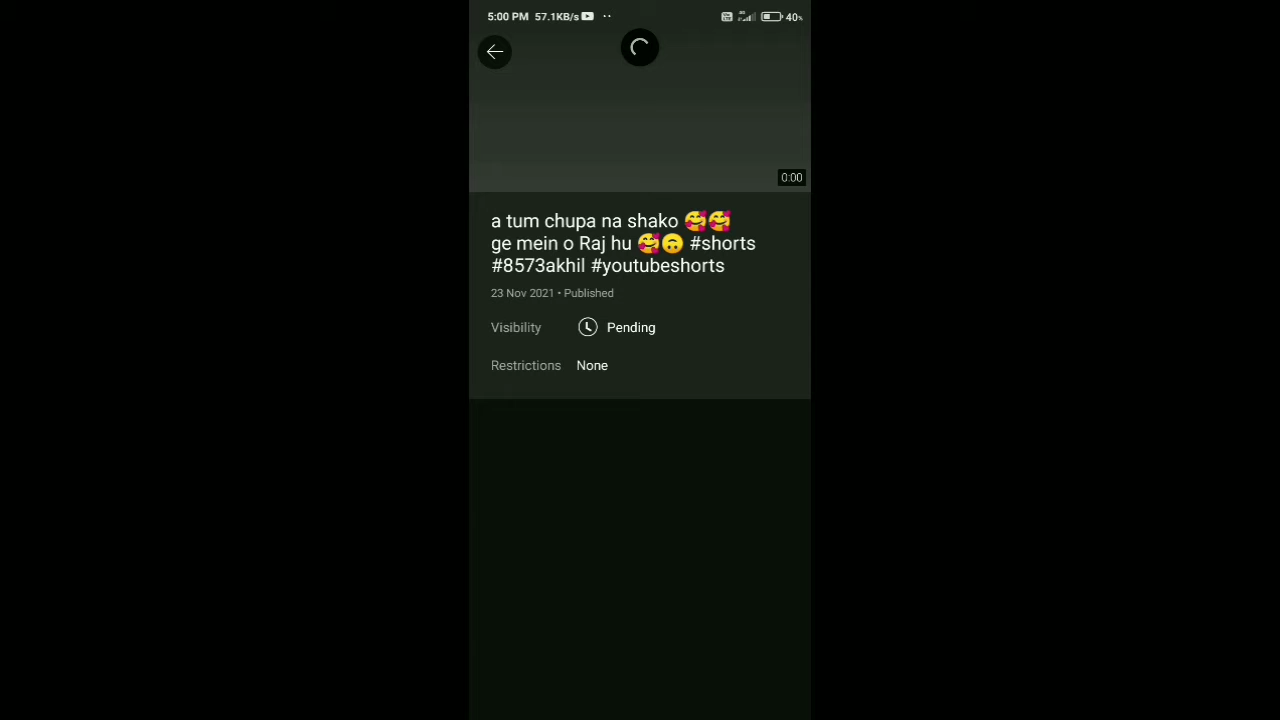 5:00 PM 57.1KB/s 40%
0:00
a tum chupa na shako 🥰🥰
ge mein o Raj hu 🥰🙃 #shorts
#8573akhil #youtubeshorts
23 Nov 2021 • Published
Visibility Pending
Restrictions None